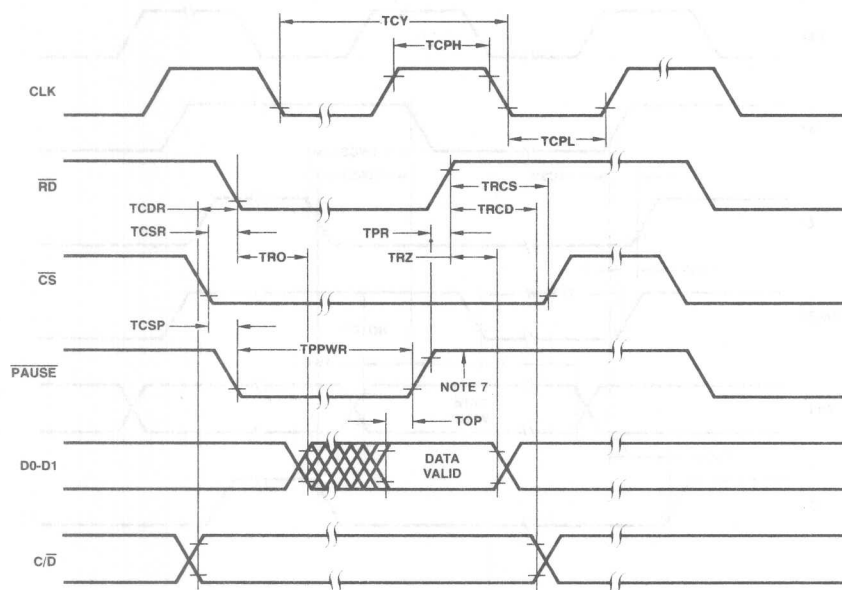 TCY
TCPH
CLK
TCPL
RD
TRCS
TCDR
TRCD
TCSR
TPR
TRO
TRZ
CS
TCSP
TPPWR
PAUSE
NOTE 7
TOP
D0-D1
DATA
VALID
C/D